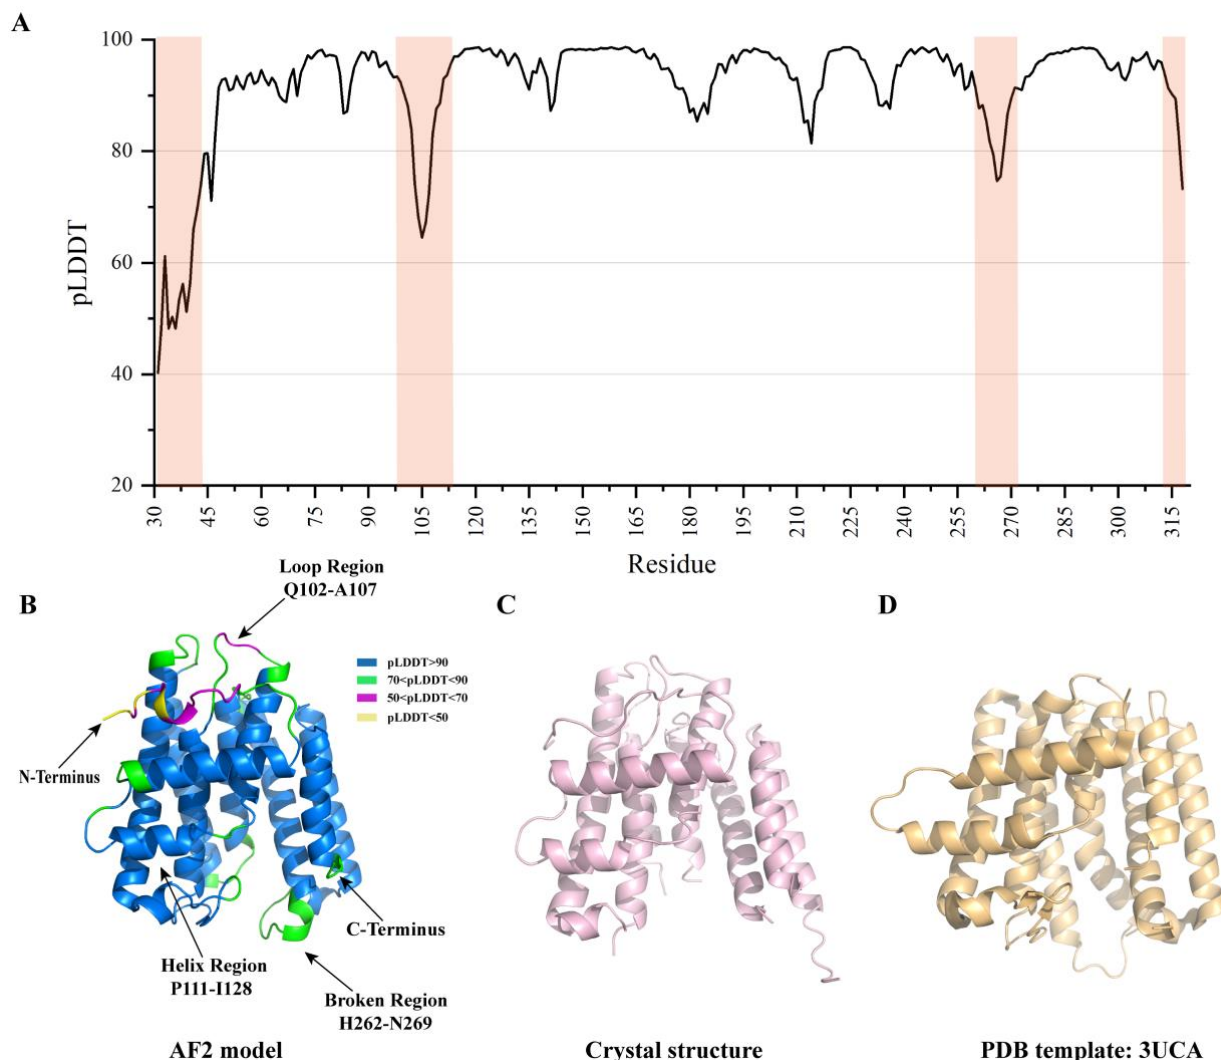 A
100
80
60
40
20
pLDDT
30
45
60
75
90
105
120
135
150
165
180
195
210
225
240
255
270
285
300
315
Residue
B
Loop Region
Q102-A107
pLDDT>90
70<pLDDT<90
50<pLDDT<70
pLDDT<50
N-Terminus
C-Terminus
Helix Region
P111-I128
Broken Region
H262-N269
AF2 model
C
Crystal structure
D
PDB template: 3UCA